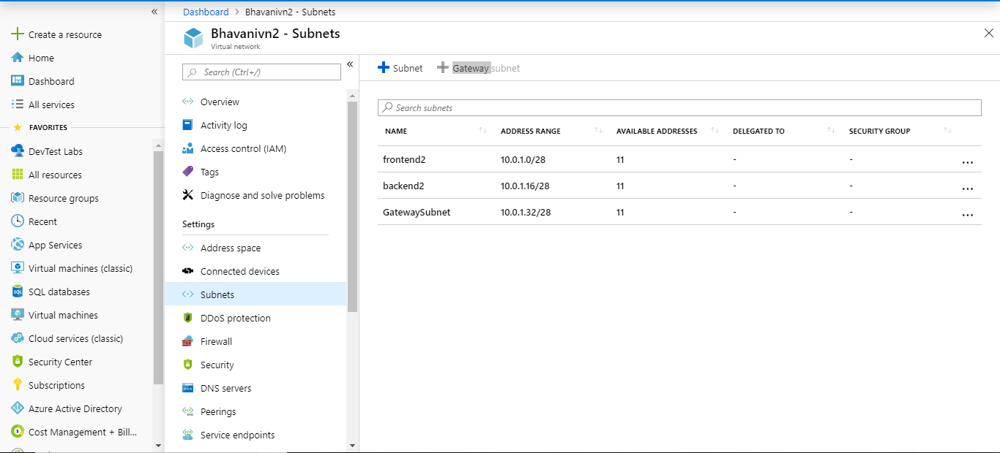 Dashboard > Bhavanivn2 - Subnets
Create a resource
Home
Dashboard
All services
FAVORITES
DevTest Labs
All resources
Resource groups
Recent
App Services
Virtual machines (classic)
SQL databases
Virtual machines
Cloud services (classic)
Security Center
Subscriptions
Azure Active Directory
Cost Management + Bill...
Bhavanivn2 - Subnets
Virtual network
Search (Ctrl+/)
Overview
Activity log
Access control (IAM)
Tags
Diagnose and solve problems
Settings
Address space
Connected devices
Subnets
DDoS protection
Firewall
Security
DNS servers
Peerings
Service endpoints
Subnet Gateway subnet
Search subnets
NAME ADDRESS RANGE AVAILABLE ADDRESSES DELEGATED TO SECURITY GROUP
frontend2 10.0.1.0/28 11 - - ...
backend2 10.0.1.16/28 11 - - ...
GatewaySubnet 10.0.1.32/28 11 - - ...